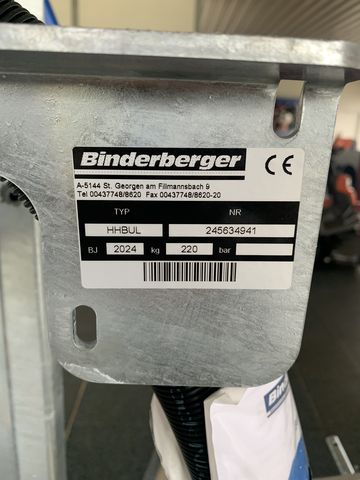 Binderberger CE
A-5144 St. Georgen am Fillmannsbach 9
Tel 00437748/8620 Fax 00437748/8620-20
TYP NR
HHBUL 245634941
BJ 2024 kg 220 bar